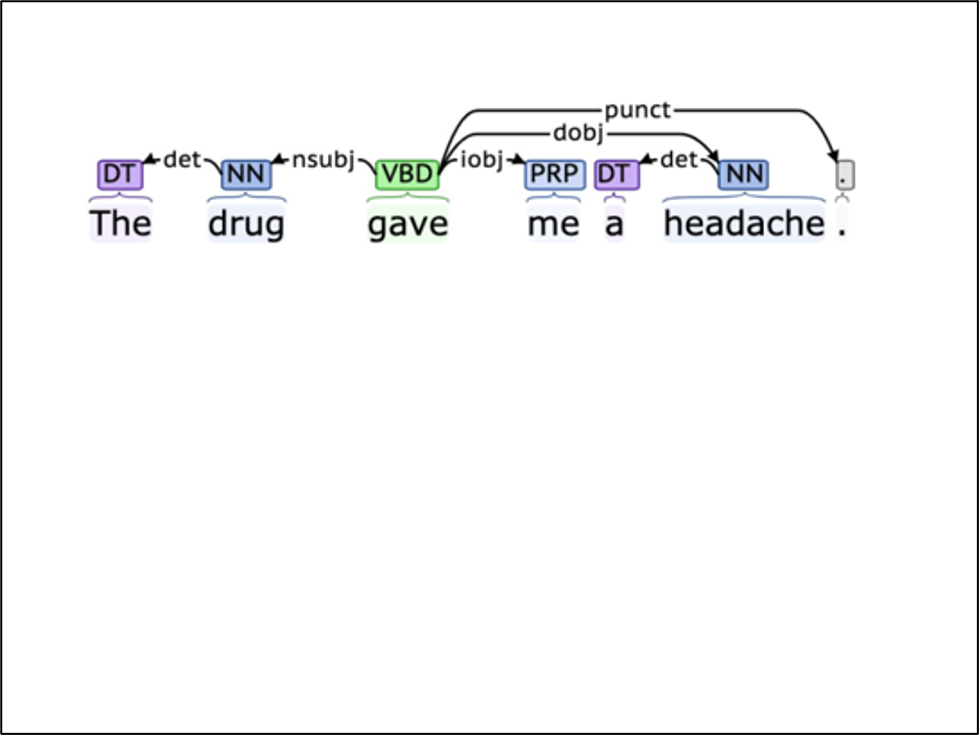 punct
dobj
det nsubj iobj det
DT NN VBD PRP DT NN .
The drug gave me a headache .